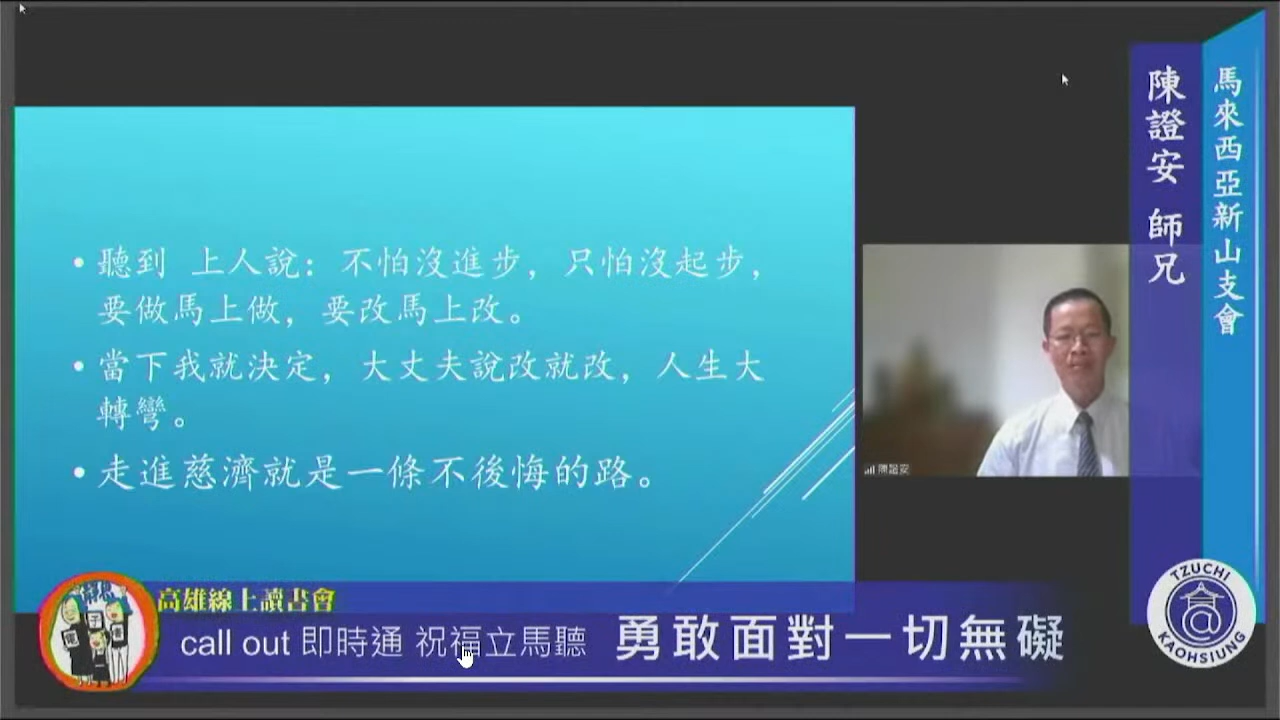 • 聽到 上人說：不怕沒進步，只怕沒起步，
要做馬上做，要改馬上改。
• 當下我就決定，大丈夫說改就改，人生大
轉彎。
• 走進慈濟就是一條不後悔的路。
馬來西亞新山支會
陳證安 師兄
陳證安
高雄線上讀書會
call out 即時通 祝福立馬聽
勇敢面對一切無礙
TZUCHI
KAOHSIUNG